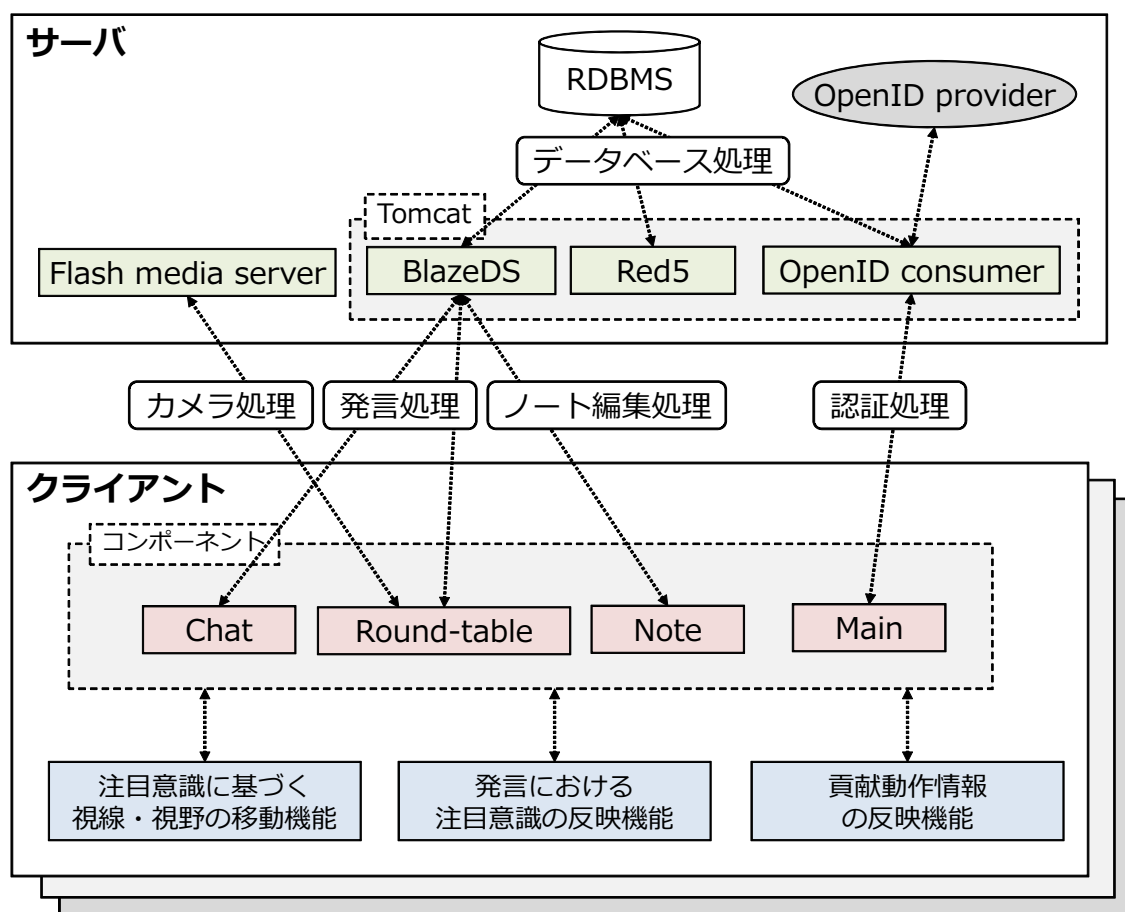 サーバ
RDBMS
OpenID provider
データベース処理
Tomcat
Flash media server
BlazeDS
Red5
OpenID consumer
カメラ処理
発言処理
ノート編集処理
認証処理
クライアント
コンポーネント
Chat
Round-table
Note
Main
注目意識に基づく
視線・視野の移動機能
発言における
注目意識の反映機能
貢献動作情報
の反映機能